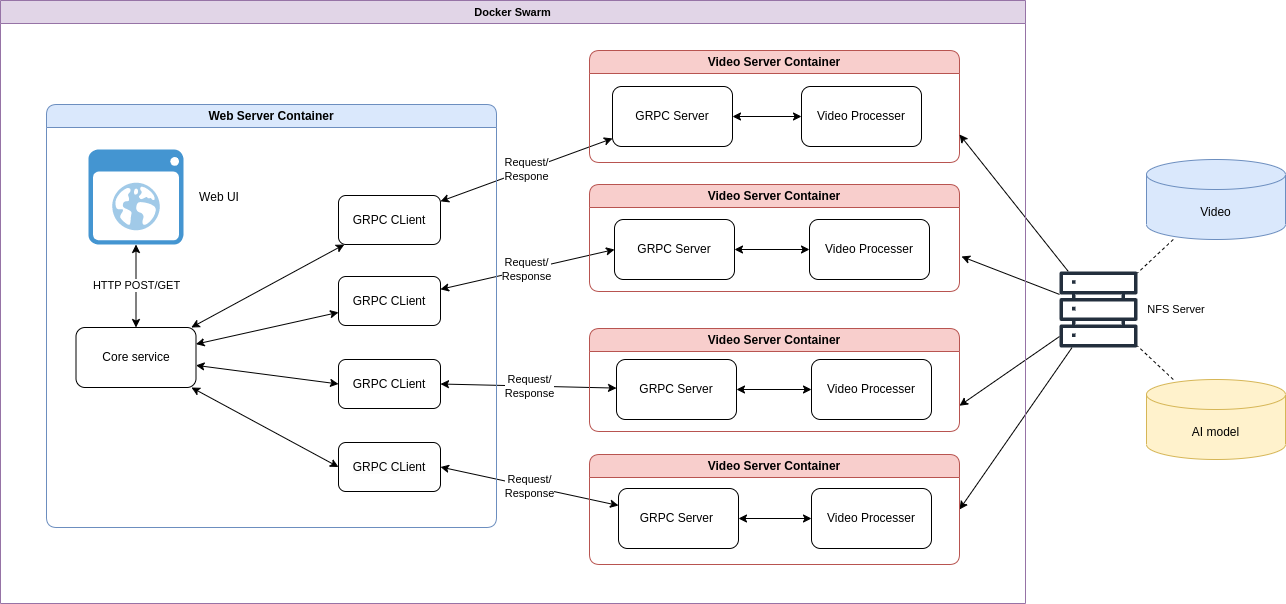 Docker Swarm
Web Server Container
Web UI
HTTP POST/GET
Core service
GRPC CLient
GRPC CLient
GRPC CLient
GRPC CLient
Request/
Respone
Request/
Response
Request/
Response
Request/
Response
Video Server Container
GRPC Server
Video Processer
Video Server Container
GRPC Server
Video Processer
Video Server Container
GRPC Server
Video Processer
Video Server Container
GRPC Server
Video Processer
Video
NFS Server
AI model